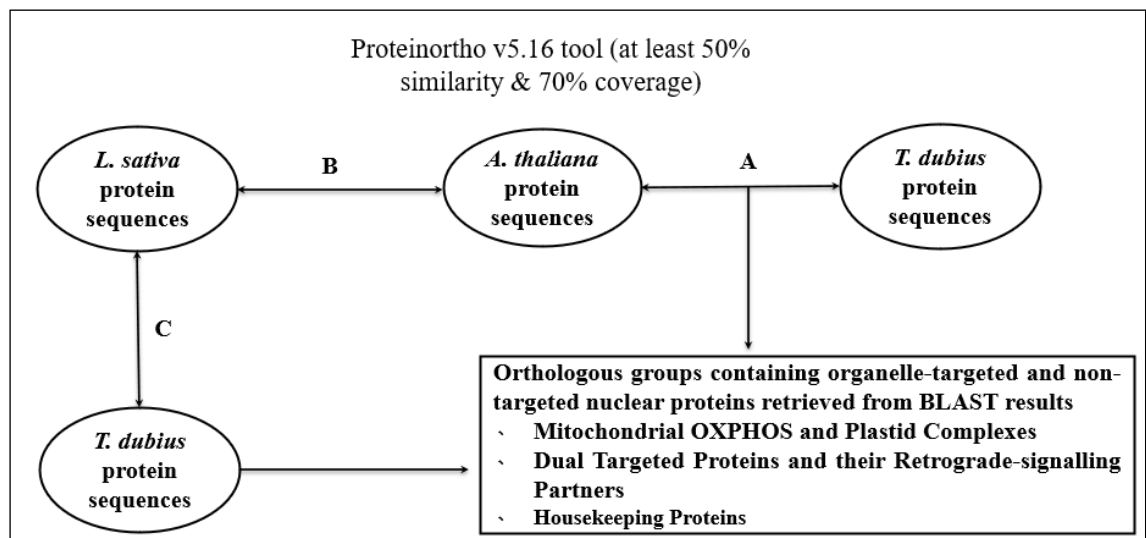 Proteinortho v5.16 tool (at least 50%
similarity & 70% coverage)
L. sativa
protein
sequences
B
A. thaliana
protein
sequences
A
T. dubius
protein
sequences
C
T. dubius
protein
sequences
Orthologous groups containing organelle-targeted and non-
targeted nuclear proteins retrieved from BLAST results
` Mitochondrial OXPHOS and Plastid Complexes
` Dual Targeted Proteins and their Retrograde-signalling
Partners
` Housekeeping Proteins